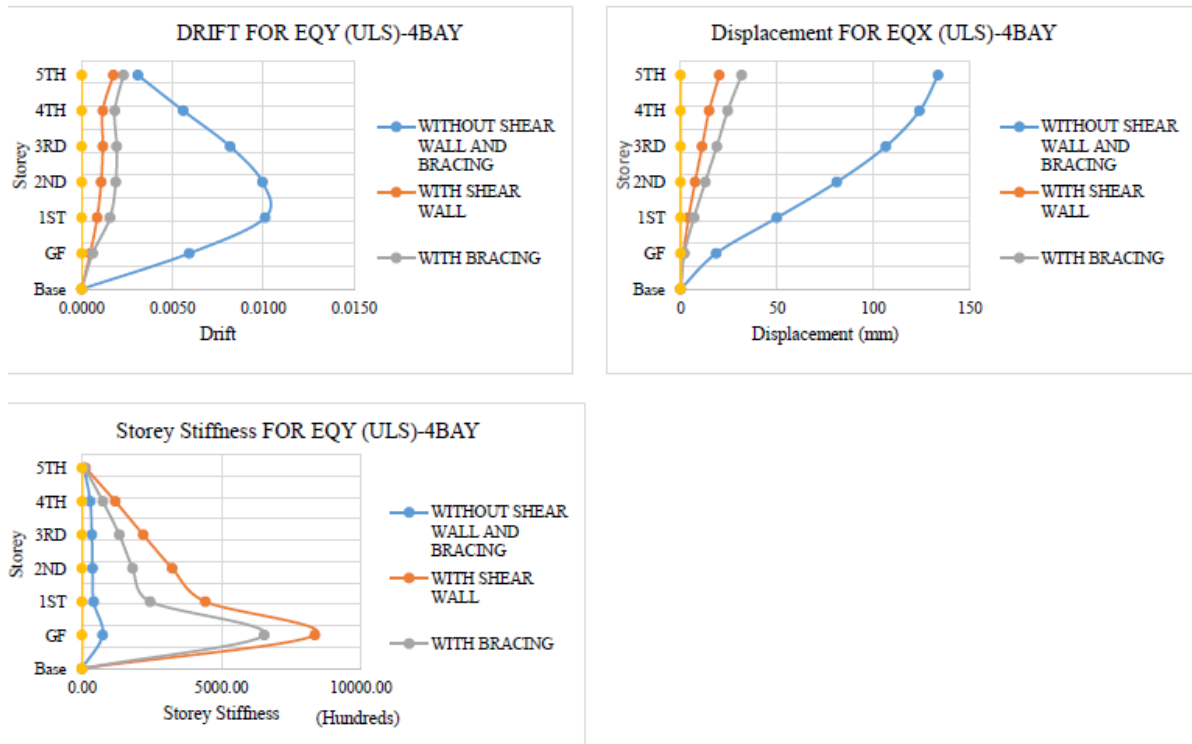 DRIFT FOR EQY (ULS)-4BAY
5TH
4TH
3RD
2ND
1ST
GF
Base
Storey
0.0000 0.0050 0.0100 0.0150
Drift
WITHOUT SHEAR
WALL AND
BRACING
WITH SHEAR
WALL
WITH BRACING
Displacement FOR EQX (ULS)-4BAY
5TH
4TH
3RD
2ND
1ST
GF
Base
Storey
0 50 100 150
Displacement (mm)
WITHOUT SHEAR
WALL AND
BRACING
WITH SHEAR
WALL
WITH BRACING
Storey Stiffness FOR EQY (ULS)-4BAY
5TH
4TH
3RD
2ND
1ST
GF
Base
Storey
0.00 5000.00 10000.00
Storey Stiffness (Hundreds)
WITHOUT SHEAR
WALL AND
BRACING
WITH SHEAR
WALL
WITH BRACING